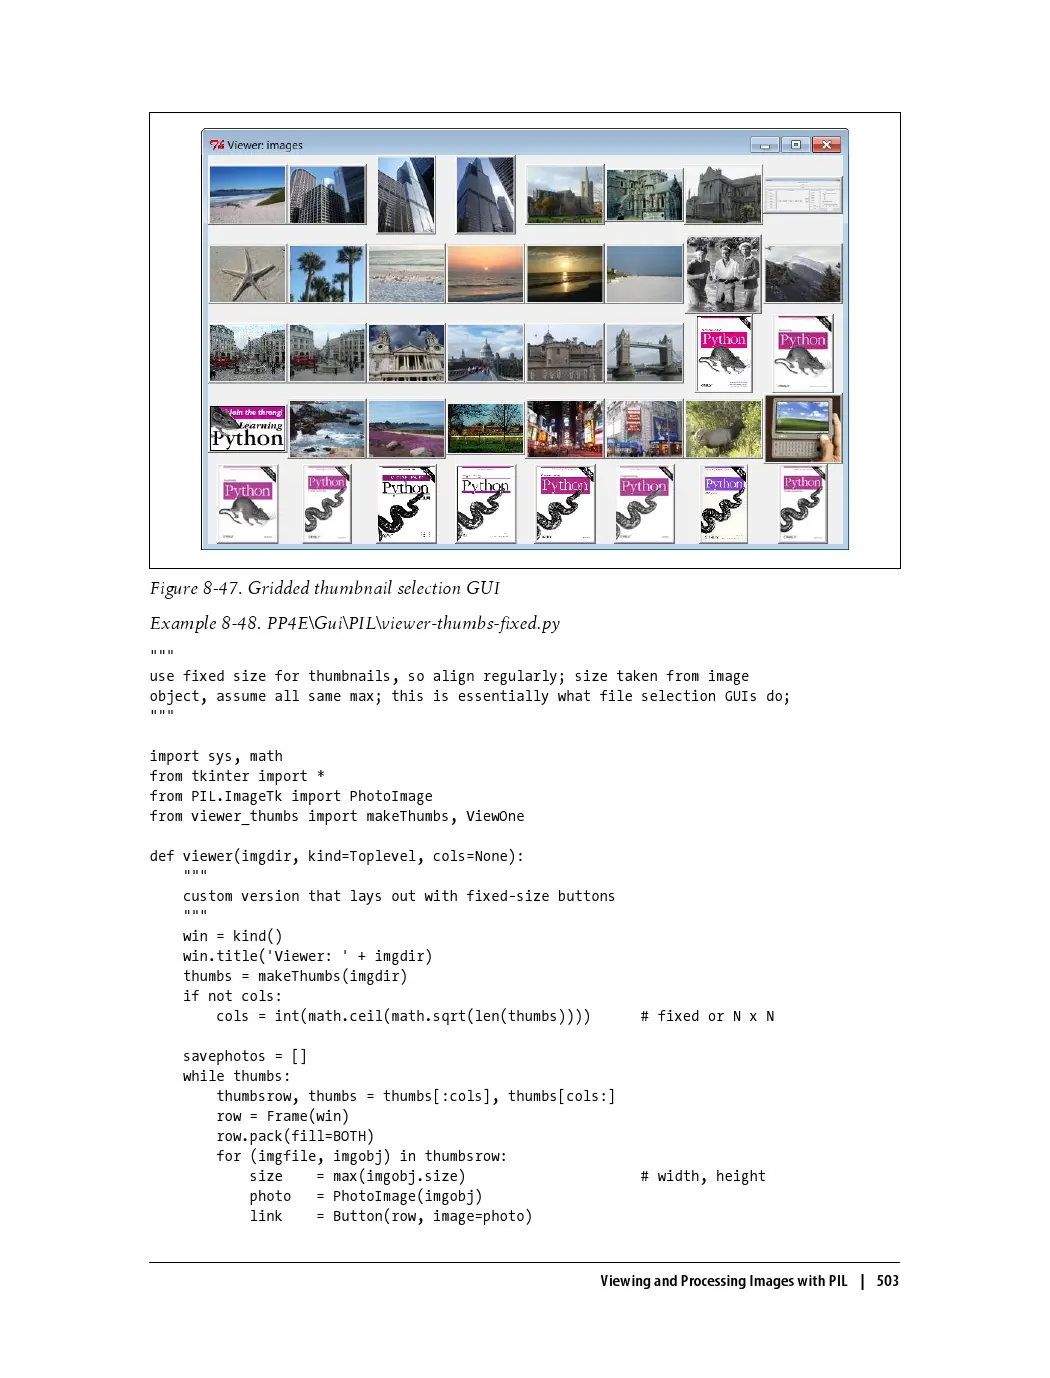 Viewer: images
Python
Python
Join the throng!
Learning
Python
Python
Python
Python
Python
Python
Python
Python
Python
Figure 8-47. Gridded thumbnail selection GUI
Example 8-48. PP4E\Gui\PIL\viewer-thumbs-fixed.py
"""
use fixed size for thumbnails, so align regularly; size taken from image
object, assume all same max; this is essentially what file selection GUIs do;
"""
import sys, math
from tkinter import *
from PIL.ImageTk import PhotoImage
from viewer_thumbs import makeThumbs, ViewOne
def viewer(imgdir, kind=Toplevel, cols=None):
    """
    custom version that lays out with fixed-size buttons
    """
    win = kind()
    win.title('Viewer: ' + imgdir)
    thumbs = makeThumbs(imgdir)
    if not cols:
        cols = int(math.ceil(math.sqrt(len(thumbs))))      # fixed or N x N
    savephotos = []
    while thumbs:
        thumbsrow, thumbs = thumbs[:cols], thumbs[cols:]
        row = Frame(win)
        row.pack(fill=BOTH)
        for (imgfile, imgobj) in thumbsrow:
            size    = max(imgobj.size)                     # width, height
            photo   = PhotoImage(imgobj)
            link    = Button(row, image=photo)
Viewing and Processing Images with PIL | 503